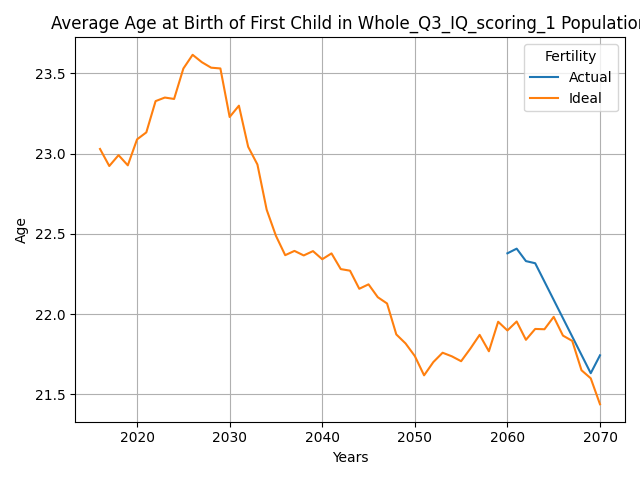 Average Age at Birth of First Child in Whole_Q3_IQ_scoring_1 Population
Fertility
Actual
Ideal
Age
23.5
23.0
22.5
22.0
21.5
2020 2030 2040 2050 2060 2070
Years